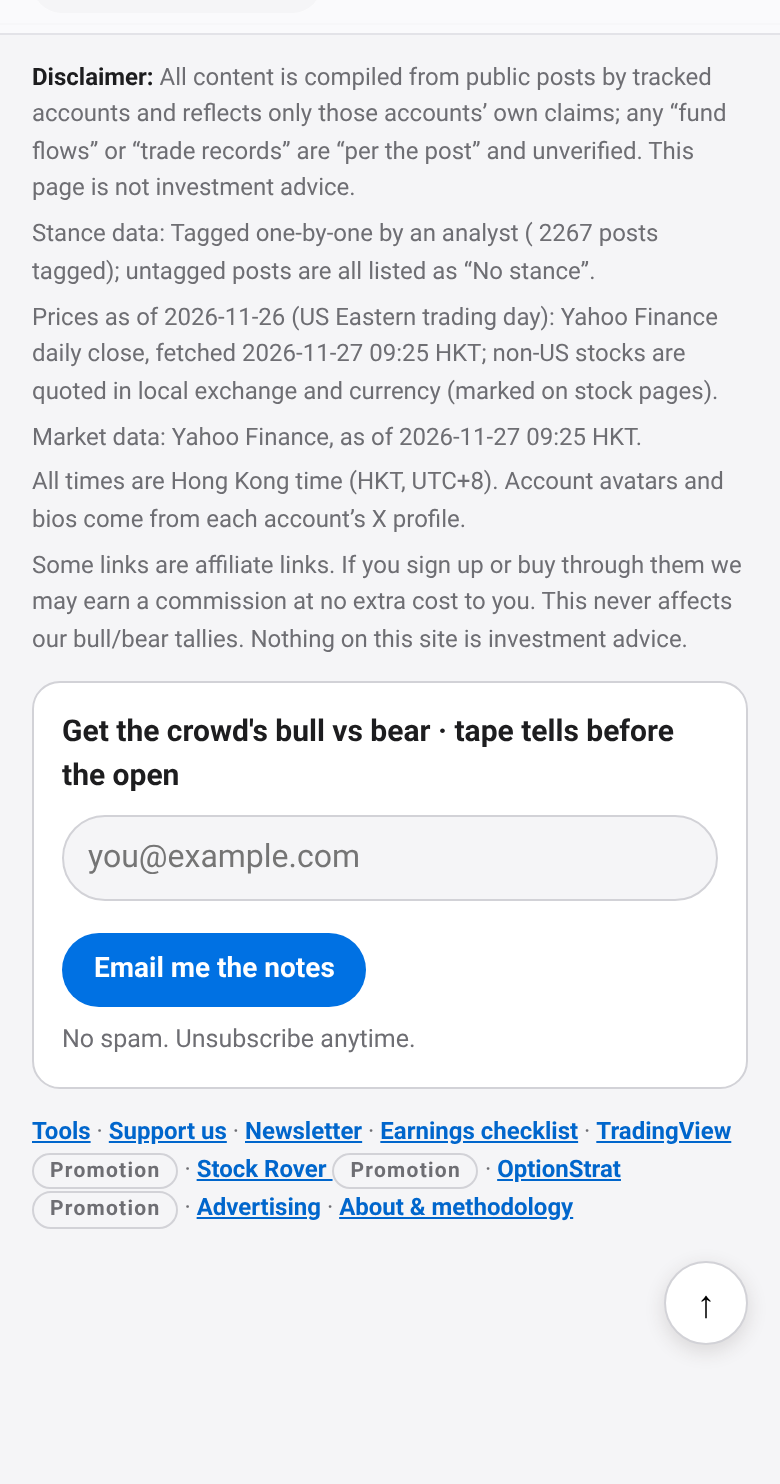 Disclaimer: All content is compiled from public posts by tracked
accounts and reflects only those accounts’ own claims; any “fund
flows” or “trade records” are “per the post” and unverified. This
page is not investment advice.
Stance data: Tagged one-by-one by an analyst ( 2267 posts
tagged); untagged posts are all listed as “No stance”.
Prices as of 2026-11-26 (US Eastern trading day): Yahoo Finance
daily close, fetched 2026-11-27 09:25 HKT; non-US stocks are
quoted in local exchange and currency (marked on stock pages).
Market data: Yahoo Finance, as of 2026-11-27 09:25 HKT.
All times are Hong Kong time (HKT, UTC+8). Account avatars and
bios come from each account’s X profile.
Some links are affiliate links. If you sign up or buy through them we
may earn a commission at no extra cost to you. This never affects
our bull/bear tallies. Nothing on this site is investment advice.
Get the crowd's bull vs bear · tape tells before
the open
you@example.com
Email me the notes
No spam. Unsubscribe anytime.
Tools · Support us · Newsletter · Earnings checklist · TradingView
Promotion · Stock Rover Promotion · OptionStrat
Promotion · Advertising · About & methodology
↑